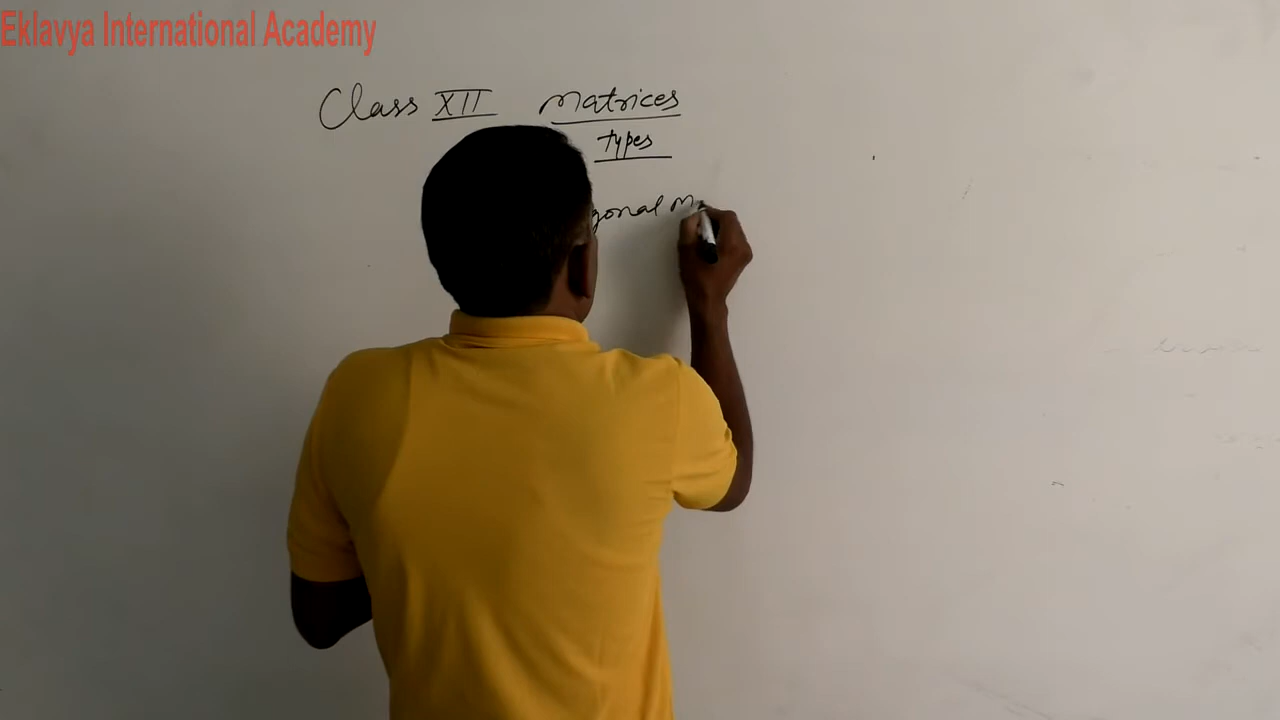 Eklavya International Academy
Class XII Matrices
types
gonal M